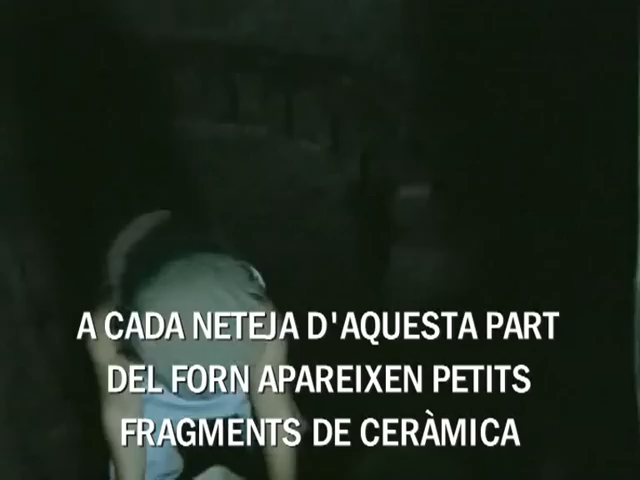 A CADA NETEJA D'AQUESTA PART
DEL FORN APAREIXEN PETITS
FRAGMENTS DE CERÀMICA